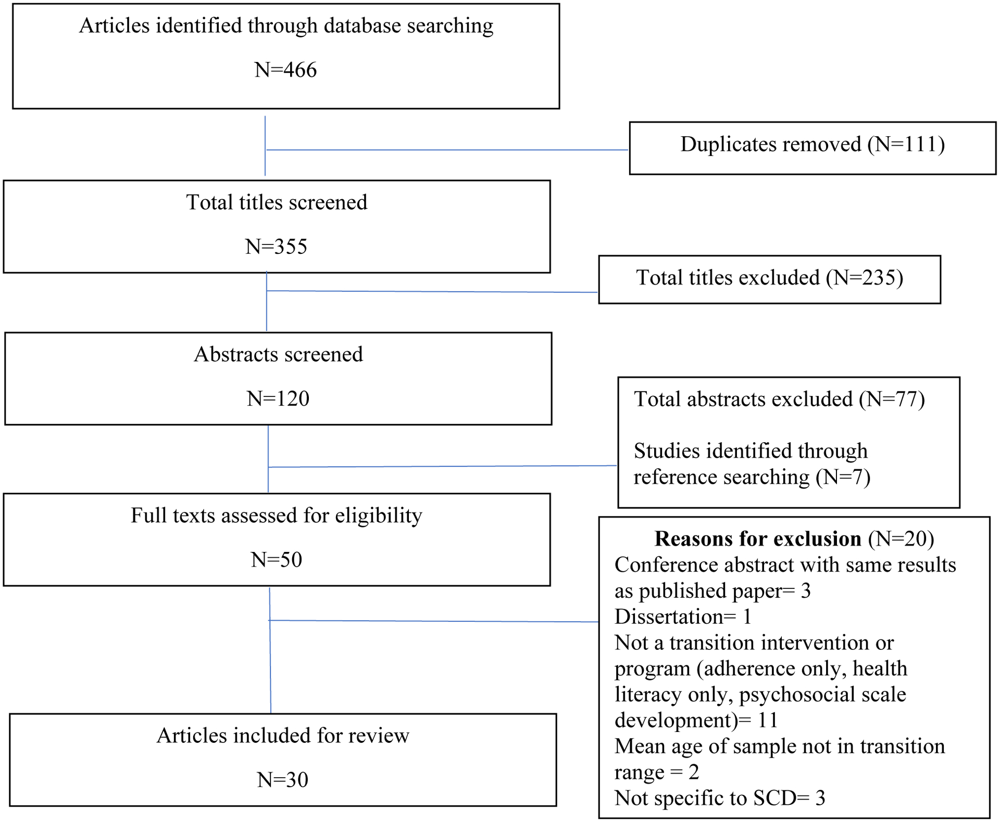 Articles identified through database searching
N=466
Duplicates removed (N=111)
Total titles screened
N=355
Total titles excluded (N=235)
Abstracts screened
N=120
Total abstracts excluded (N=77)
Studies identified through
reference searching (N=7)
Full texts assessed for eligibility
N=50
Reasons for exclusion (N=20)
Conference abstract with same results
as published paper= 3
Dissertation= 1
Not a transition intervention or
program (adherence only, health
literacy only, psychosocial scale
development)= 11
Mean age of sample not in transition
range = 2
Not specific to SCD= 3
Articles included for review
N=30